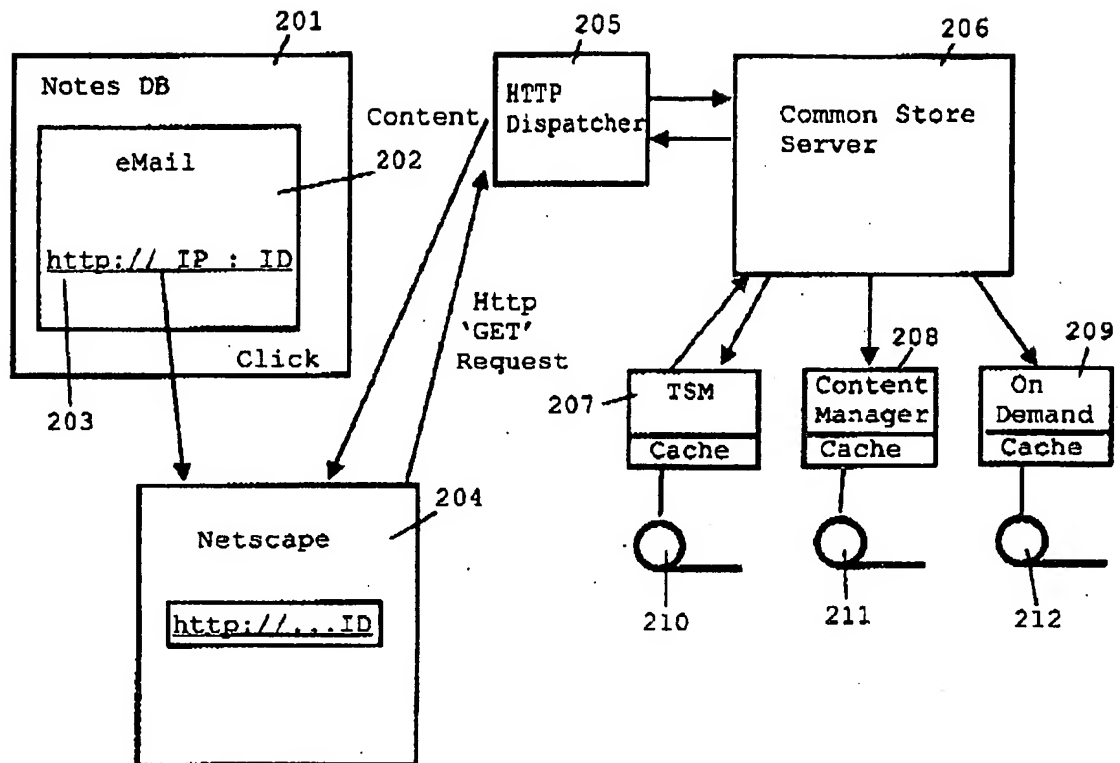 201
Notes DB
eMail
202
http:// IP : ID
Click
203
205
HTTP
Dispatcher
Content
Http
'GET'
Request
206
Common Store
Server
207
TSM
Cache
208
Content
Manager
Cache
209
On
Demand
Cache
210
211
212
204
Netscape
http://...ID